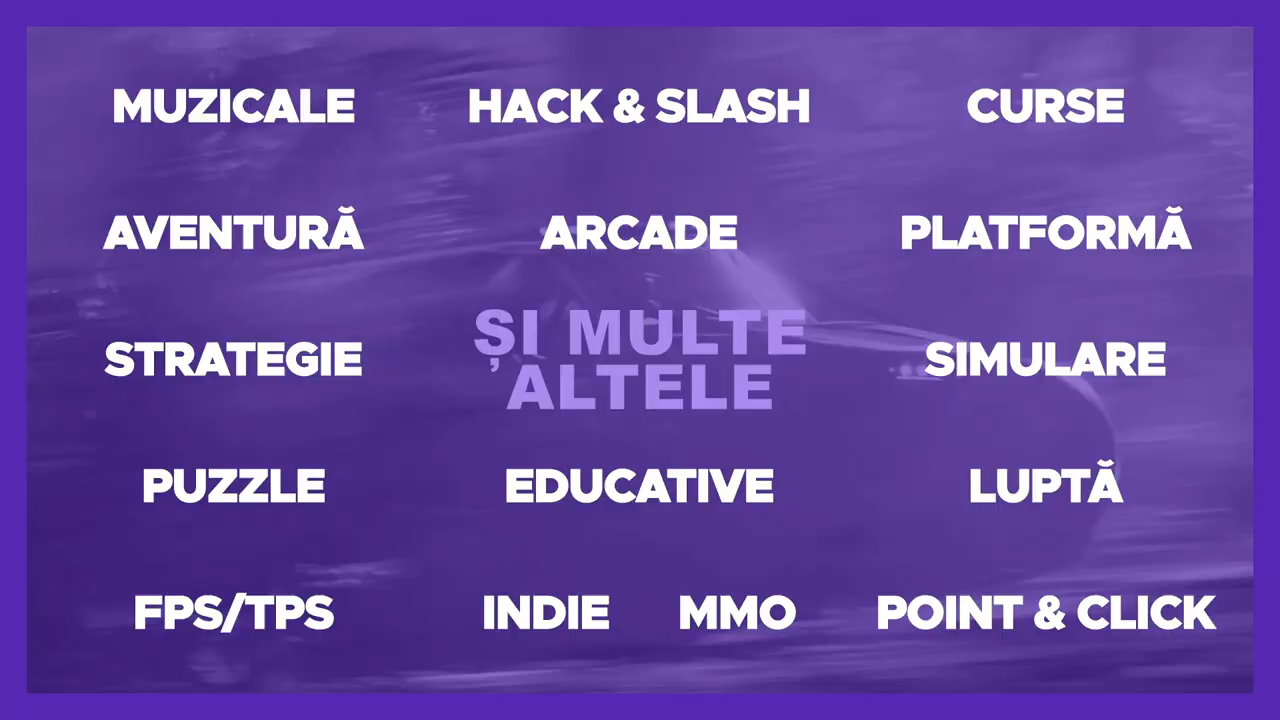 MUZICALE
HACK & SLASH
CURSE
AVENTURĂ
ARCADE
PLATFORMĂ
STRATEGIE
ȘI MULTE
ALTELE
SIMULARE
PUZZLE
EDUCATIVE
LUPTĂ
FPS/TPS
INDIE
MMO
POINT & CLICK